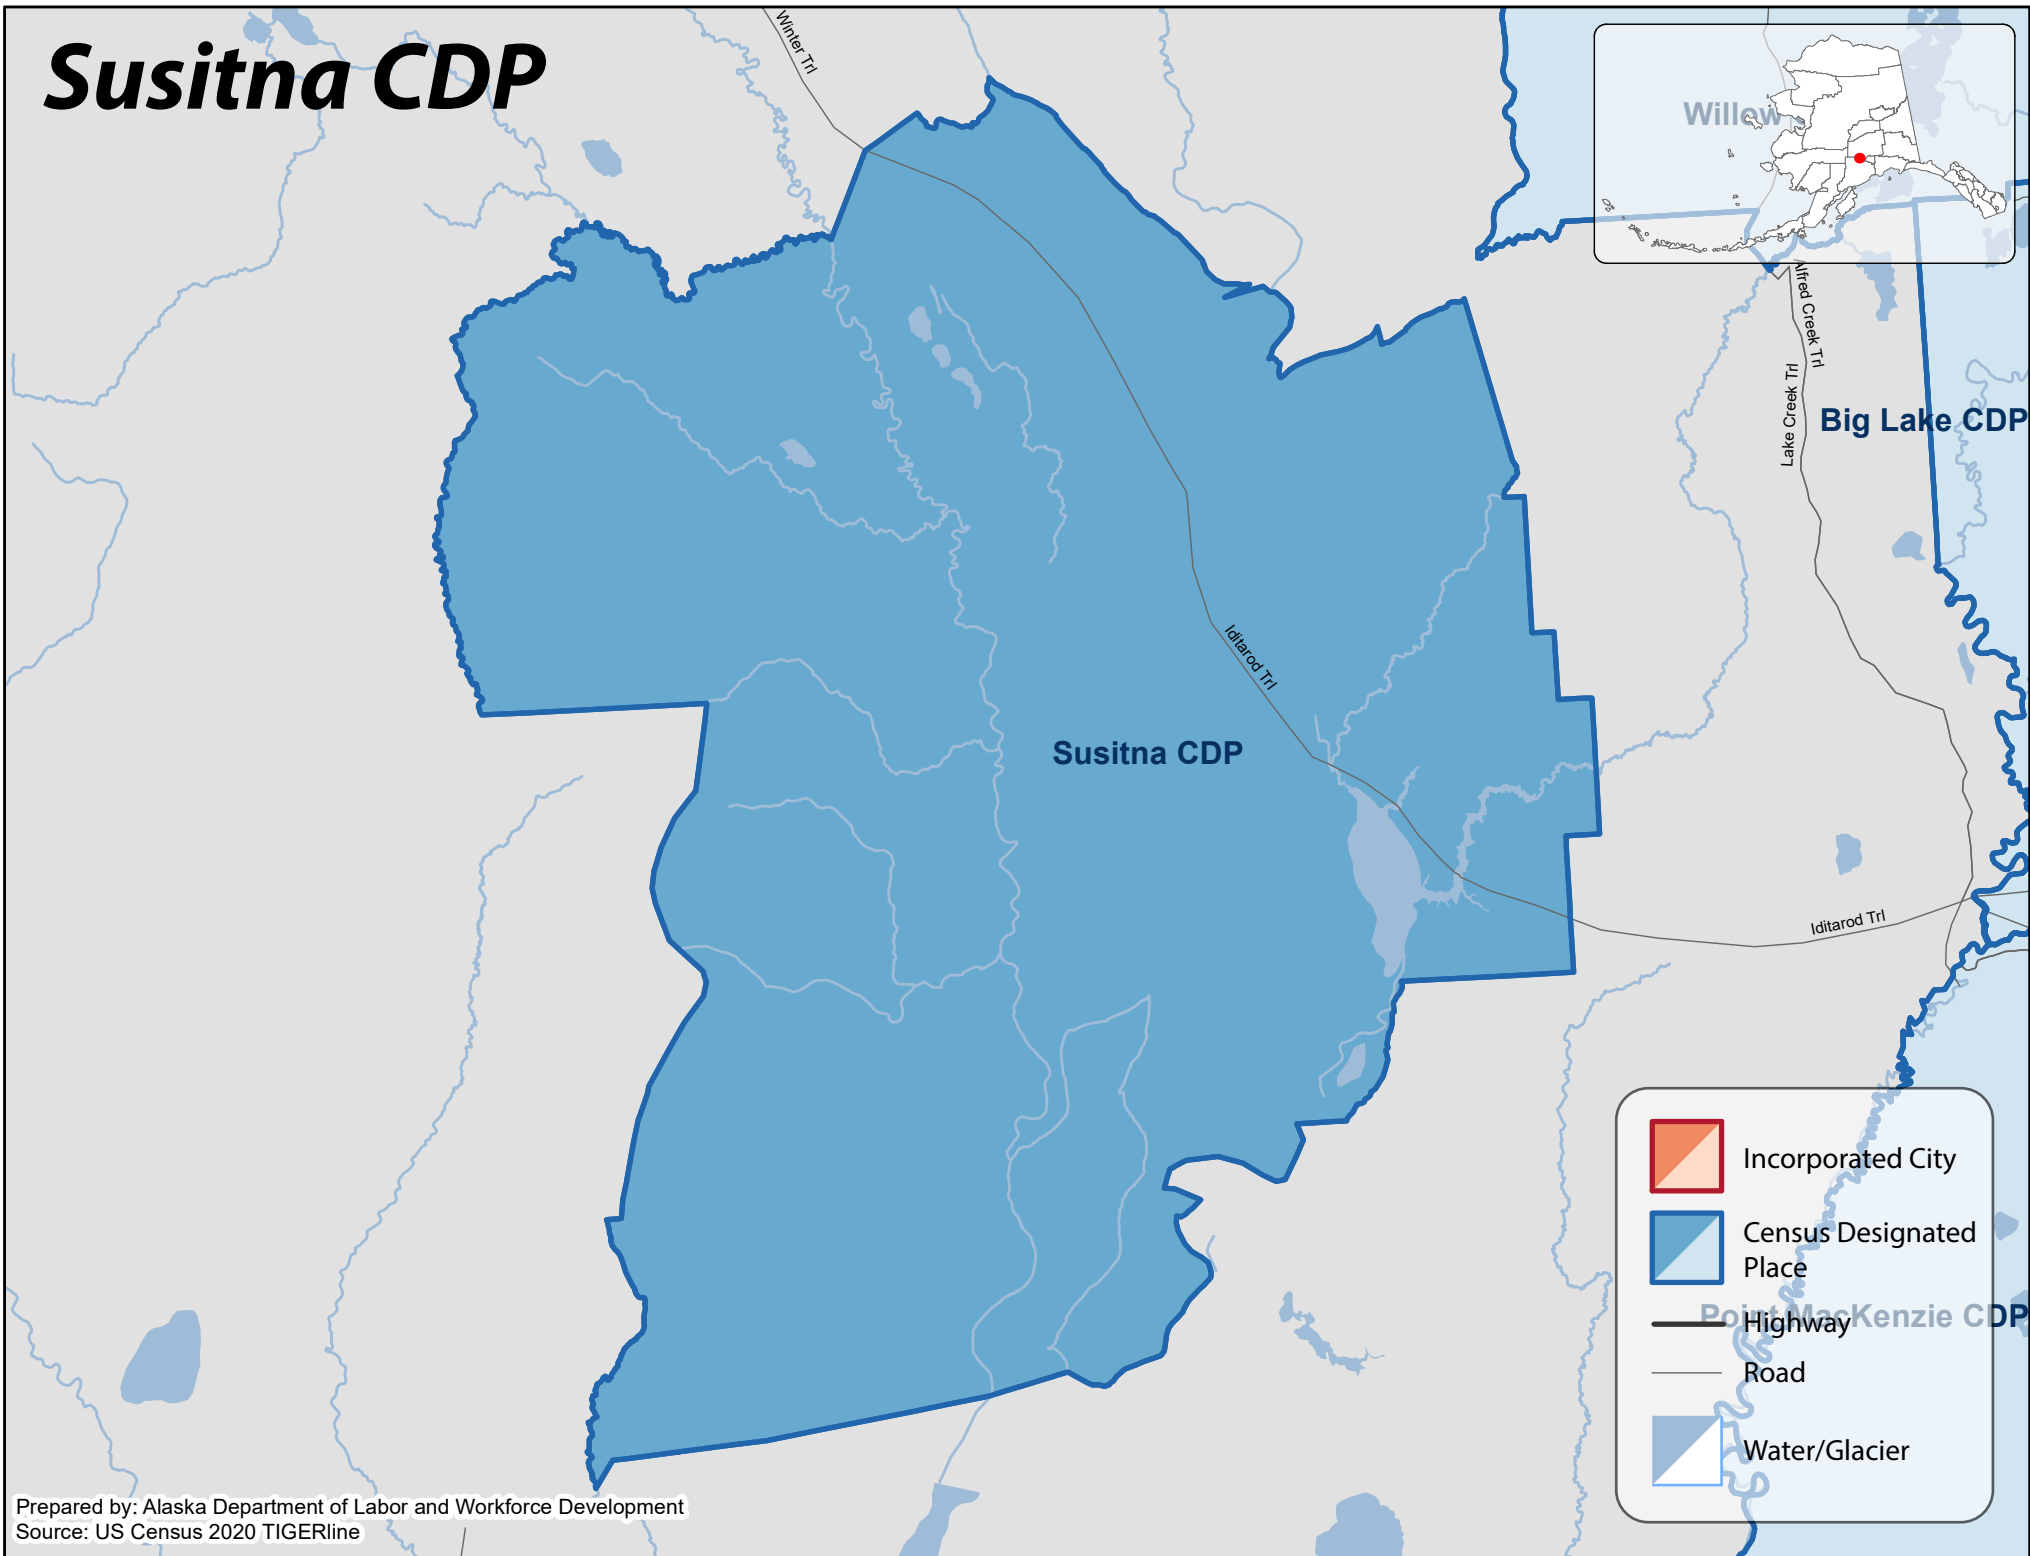 Susitna CDP
Winter Trl
Willow
Alfred Creek Trl
Lake Creek Trl
Big Lake CDP
Iditarod Trl
Susitna CDP
Iditarod Trl
Incorporated City
Census Designated
Place
Point MacKenzie CDP
Highway
Road
Water/Glacier
Prepared by: Alaska Department of Labor and Workforce Development
Source: US Census 2020 TIGERline